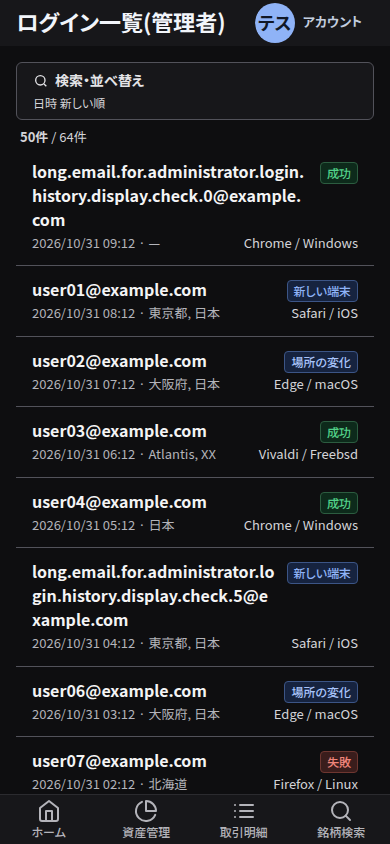 ログイン一覧(管理者)
テス アカウント
検索・並べ替え
日時 新しい順
50件 / 64件
long.email.for.administrator.login.
history.display.check.0@example.
com
成功
2026/10/31 09:12 · —
Chrome / Windows
user01@example.com
新しい端末
2026/10/31 08:12 · 東京都, 日本
Safari / iOS
user02@example.com
場所の変化
2026/10/31 07:12 · 大阪府, 日本
Edge / macOS
user03@example.com
成功
2026/10/31 06:12 · Atlantis, XX
Vivaldi / Freebsd
user04@example.com
成功
2026/10/31 05:12 · 日本
Chrome / Windows
long.email.for.administrator.lo
gin.history.display.check.5@e
xample.com
新しい端末
2026/10/31 04:12 · 東京都, 日本
Safari / iOS
user06@example.com
場所の変化
2026/10/31 03:12 · 大阪府, 日本
Edge / macOS
user07@example.com
失敗
2026/10/31 02:12 · 北海道
Firefox / Linux
ホーム
資産管理
取引明細
銘柄検索